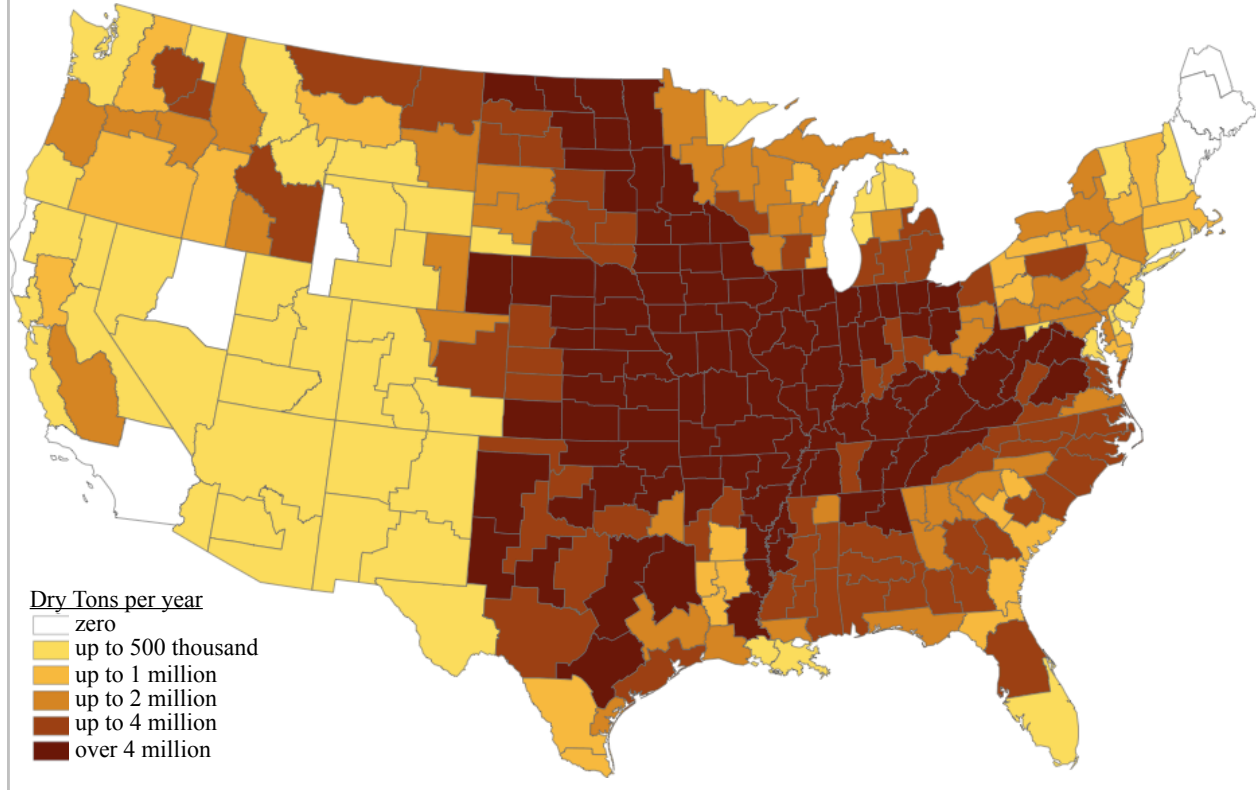 Dry Tons per year
zero
up to 500 thousand
up to 1 million
up to 2 million
up to 4 million
over 4 million